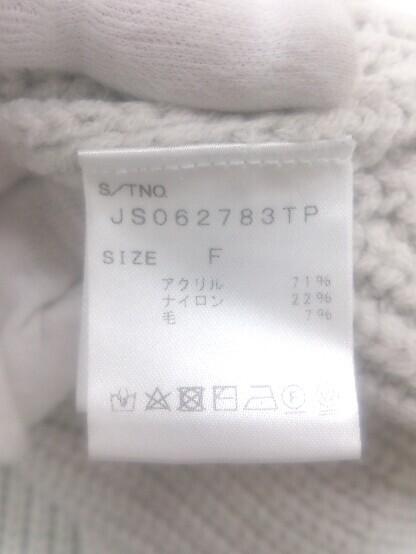 S/TNO.
JS062783TP
SIZE F
アクリル 71%
ナイロン 22%
毛 7%